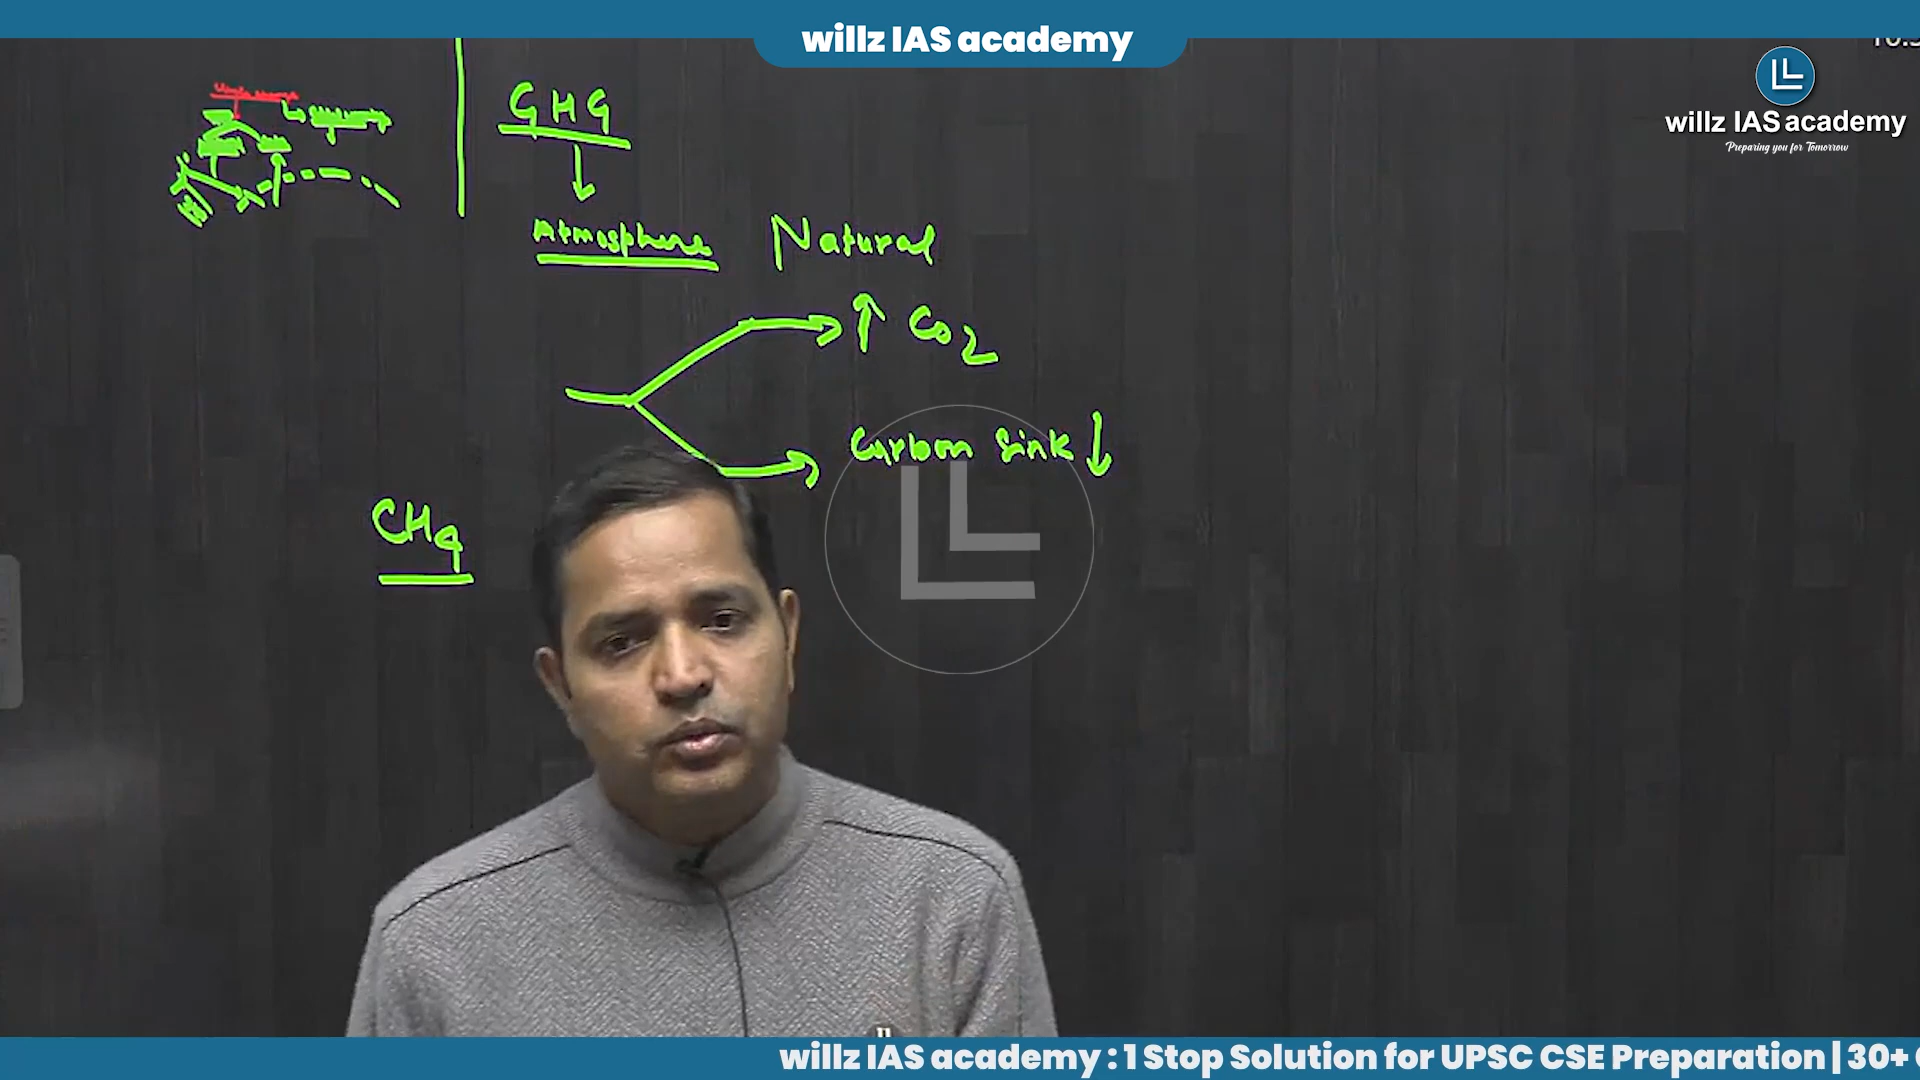 willz IAS academy
willz IAS academy
Preparing you for Tomorrow
GHG
Atmosphere Natural
↑ CO2
Carbon Sink ↓
CH4
willz IAS academy : 1 Stop Solution for UPSC CSE Preparation | 30+